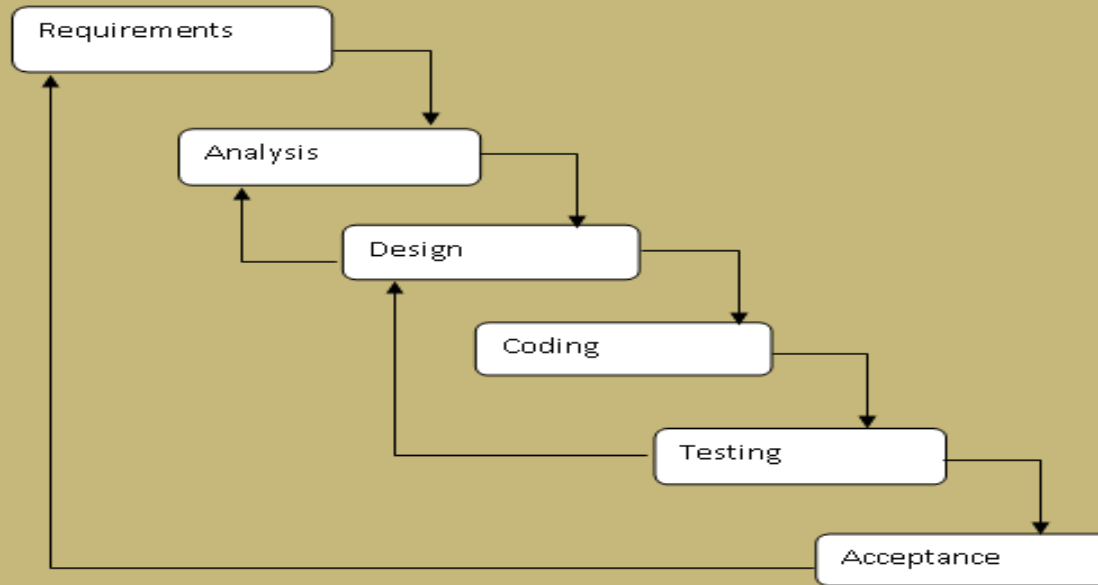 Requirements
Analysis
Design
Coding
Testing
Acceptance